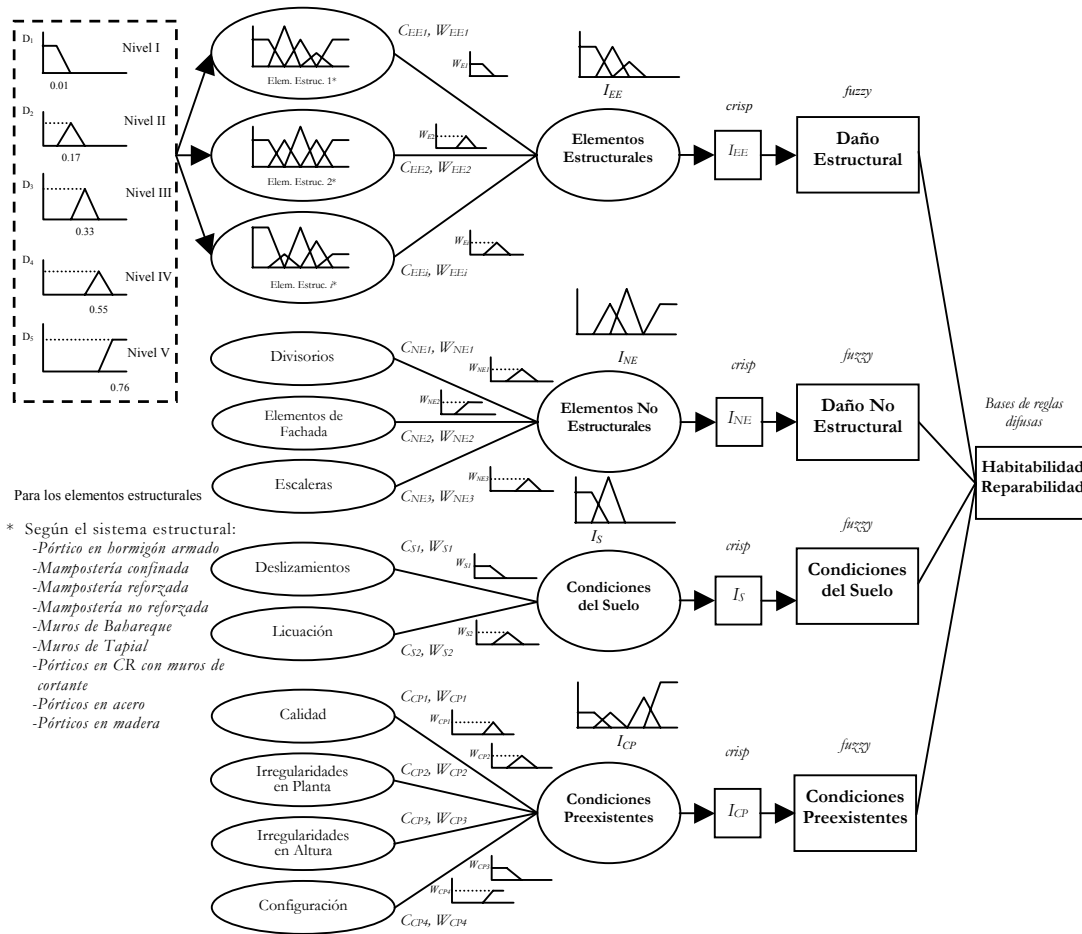 D1
Nivel I
0.01
D2
Nivel II
0.17
D3
Nivel III
0.33
D4
Nivel IV
0.55
D5
Nivel V
0.76
Para los elementos estructurales
* Según el sistema estructural:
-Pórtico en hormigón armado
-Mampostería confinada
-Mampostería reforzada
-Mampostería no reforzada
-Muros de Bahareque
-Muros de Tapial
-Pórticos en CR con muros de
cortante
-Pórticos en acero
-Pórticos en madera
Elem. Estruc. 1*
Elem. Estruc. 2*
Elem. Estruc. i*
CEE1, WEE1
WE1
WE2
CEE2, WEE2
WEi
CEEi, WEEi
IEE
Elementos
Estructurales
crisp
IEE
fuzzy
Daño
Estructural
Divisorios
Elementos de
Fachada
Escaleras
CNE1, WNE1
WNE1
WNE2
CNE2, WNE2
WNE3
CNE3, WNE3
INE
Elementos No
Estructurales
crisp
INE
fuzzy
Daño No
Estructural
Deslizamientos
Licuación
CS1, WS1
WS1
WS2
CS2, WS2
IS
Condiciones
del Suelo
crisp
IS
fuzzy
Condiciones
del Suelo
Calidad
Irregularidades
en Planta
Irregularidades
en Altura
Configuración
CCP1, WCP1
WCP1
WCP2
CCP2, WCP2
CCP3, WCP3
WCP3
WCP4
CCP4, WCP4
ICP
Condiciones
Preexistentes
crisp
ICP
fuzzy
Condiciones
Preexistentes
Bases de reglas
difusas
Habitabilidad
Reparabilidad